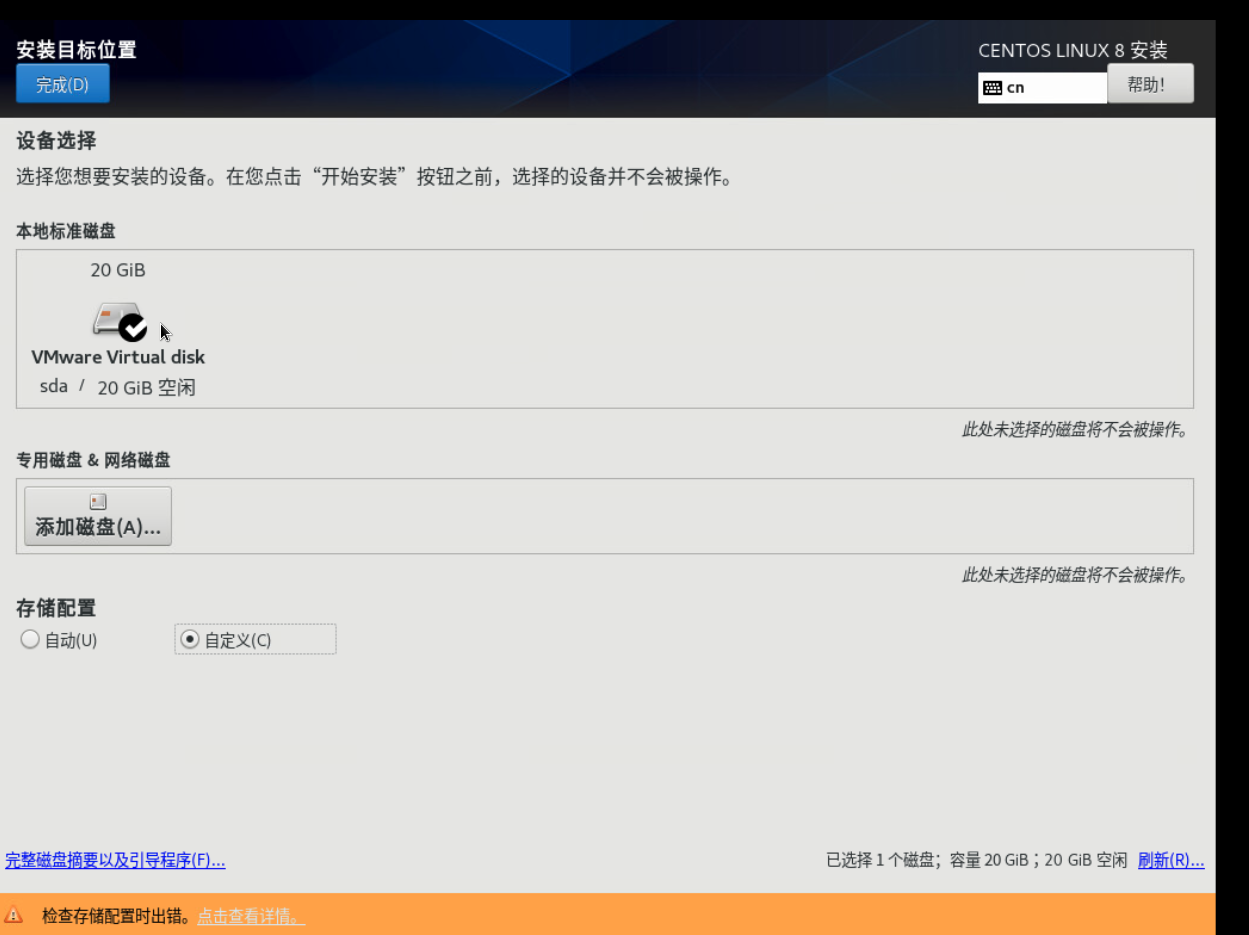 安装目标位置
CENTOS LINUX 8 安装
完成(D)
cn
帮助!
设备选择
选择您想要安装的设备。在您点击“开始安装”按钮之前，选择的设备并不会被操作。
本地标准磁盘
20 GiB
VMware Virtual disk
sda / 20 GiB 空闲
此处未选择的磁盘将不会被操作。
专用磁盘 & 网络磁盘
添加磁盘(A)...
此处未选择的磁盘将不会被操作。
存储配置
自动(U)
自定义(C)
完整磁盘摘要以及引导程序(F)...
已选择 1 个磁盘；容量 20 GiB；20 GiB 空闲 刷新(R)...
检查存储配置时出错。点击查看详情。